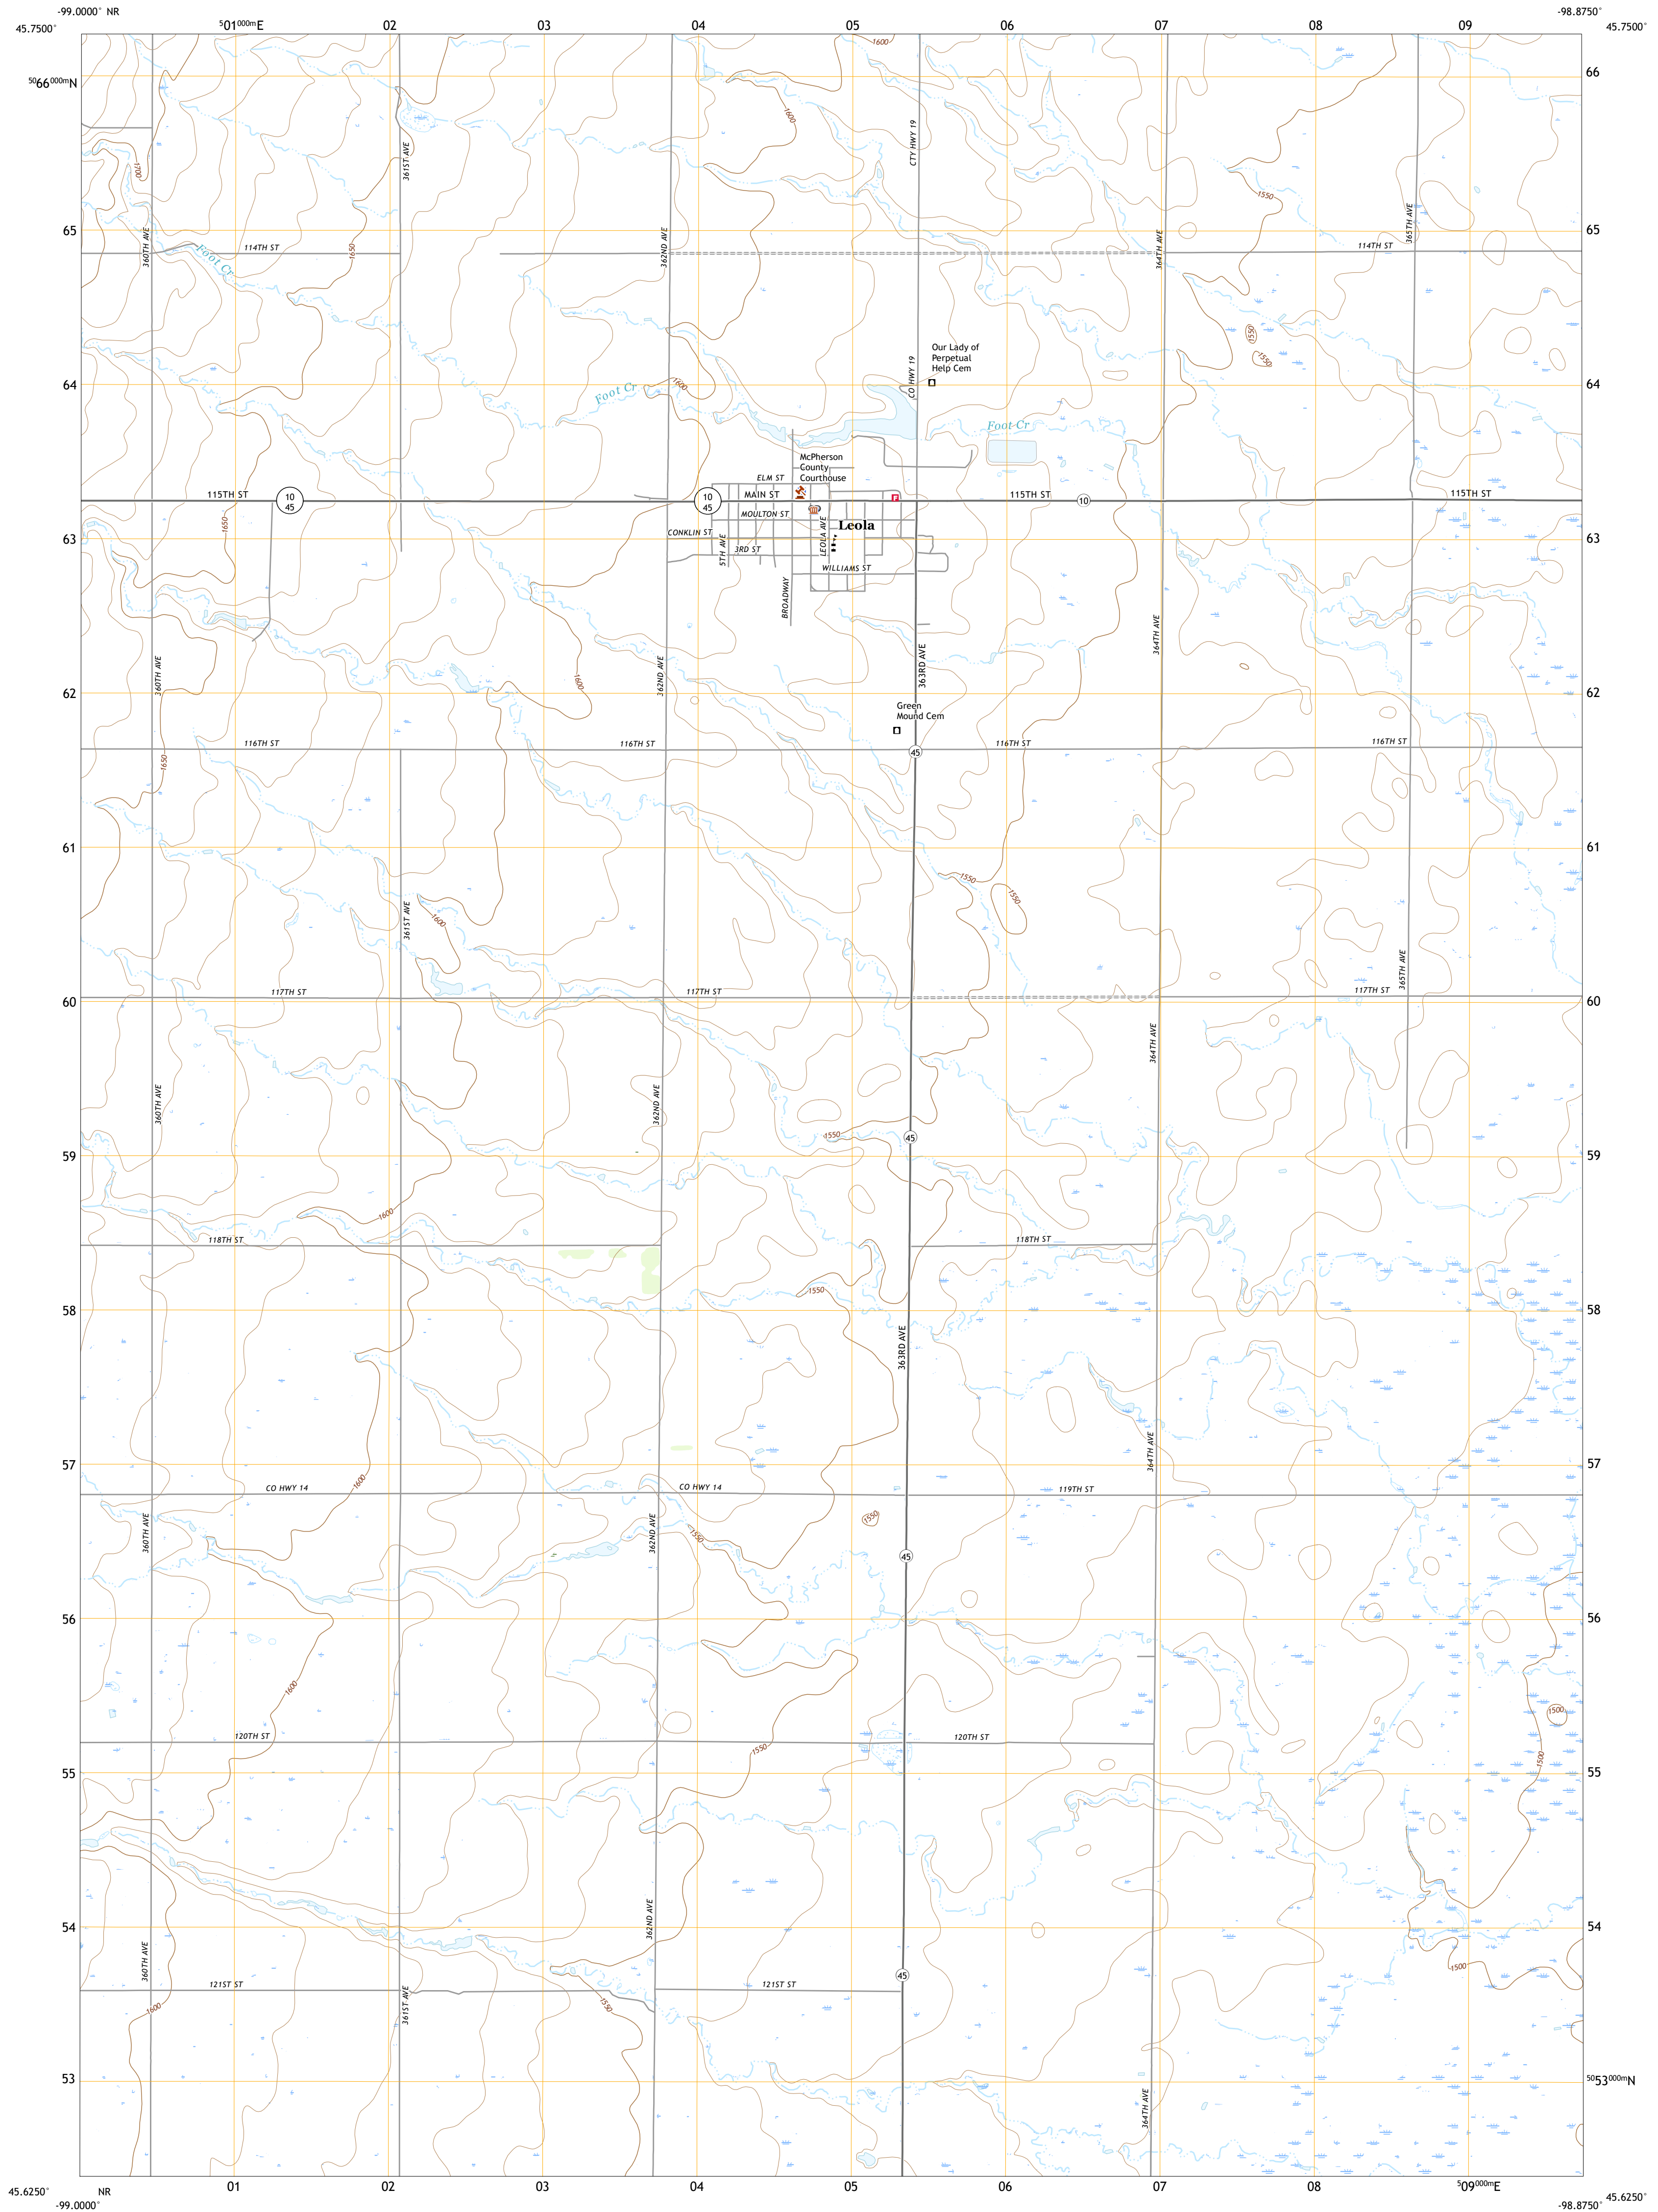 -99.0000° NR
-98.8750°
45.7500°
⁵01⁰⁰⁰ᵐE
02
03
04
05
06
07
08
09
45.7500°
1600
⁵⁰66⁰⁰⁰ᵐN
66
1600
CTY HWY 19
361ST AVE
1700
1550
65
65
360TH AVE
114TH ST
1650
362ND AVE
364TH AVE
114TH ST
365TH AVE
Foot Cr
1550
1550
Our Lady of
Perpetual
Help Cem
CO HWY 19
64
64
1600
Foot Cr
Foot Cr
McPherson
County
Courthouse
ELM ST
115TH ST
10
45
10
45
MAIN ST
115TH ST
10
115TH ST
MOULTON ST
Leola
1650
CONKLIN ST
63
63
5TH AVE
3RD ST
LEOLA AVE
WILLIAMS ST
BROADWAY
364TH AVE
360TH AVE
362ND AVE
363RD AVE
1600
62
62
Green
Mound Cem
116TH ST
116TH ST
45
116TH ST
116TH ST
1650
61
61
1550
1550
361ST AVE
1600
365TH AVE
117TH ST
117TH ST
117TH ST
60
60
364TH AVE
360TH AVE
362ND AVE
1550
45
59
59
1600
118TH ST
118TH ST
1550
58
58
363RD AVE
364TH AVE
57
57
1600
CO HWY 14
CO HWY 14
119TH ST
360TH AVE
362ND AVE
1550
1550
45
56
56
1600
1500
120TH ST
120TH ST
1550
1500
55
55
362ND AVE
54
54
360TH AVE
1500
121ST ST
121ST ST
45
361ST AVE
1600
1550
53
⁵⁰53⁰⁰⁰ᵐN
364TH AVE
45.6250°
NR
01
02
03
04
05
06
07
08
⁵09⁰⁰⁰ᵐE
45.6250°
-99.0000°
-98.8750°